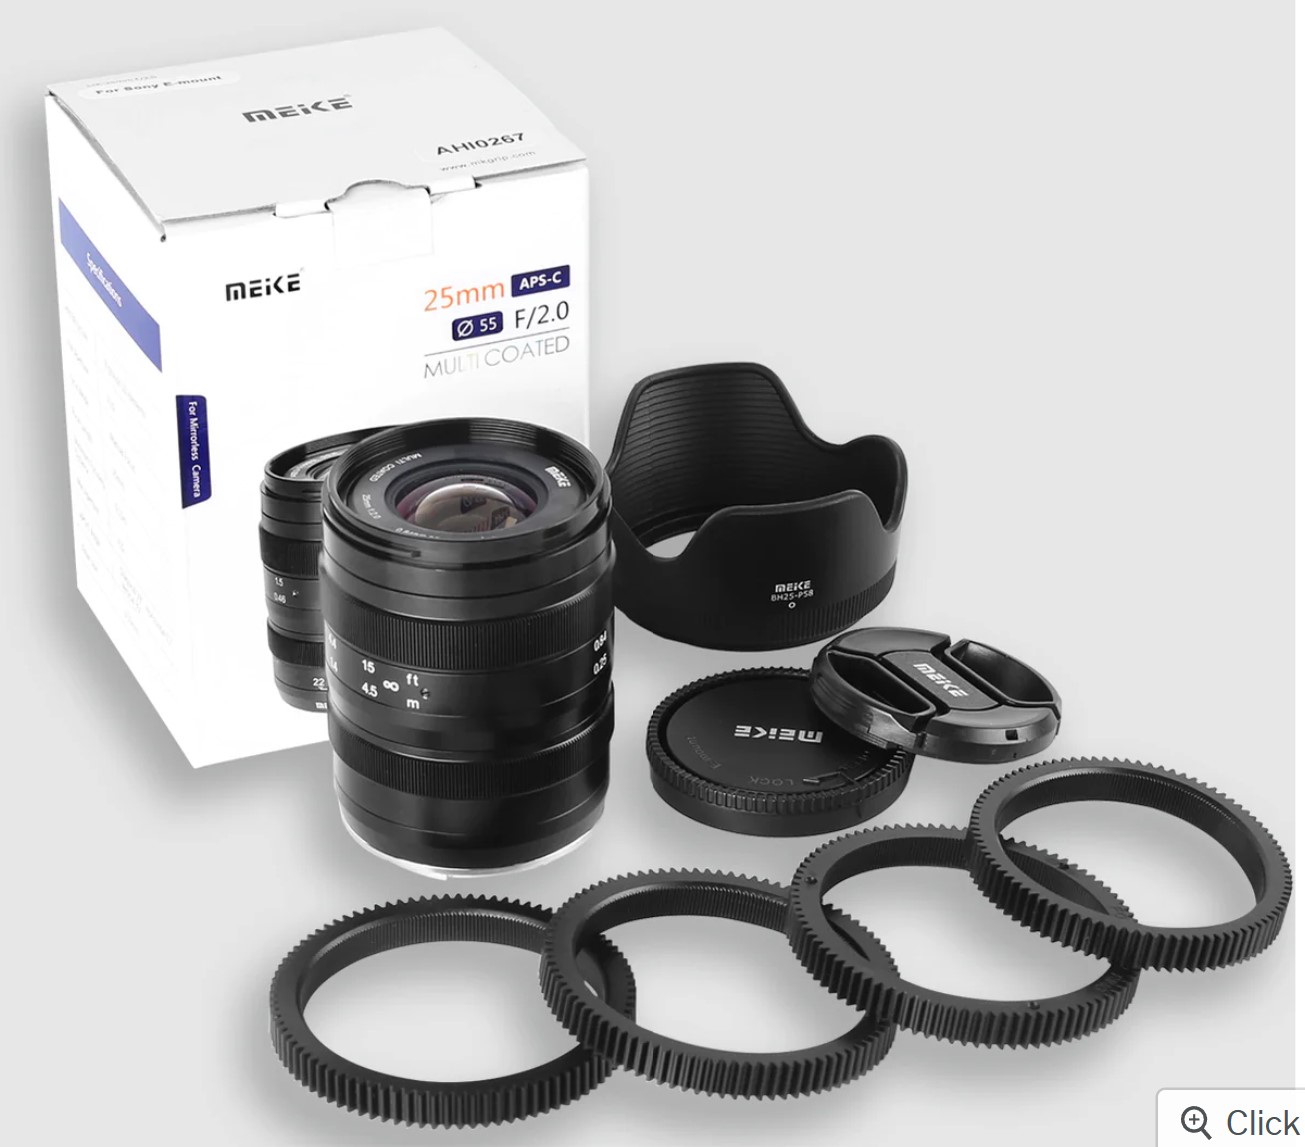 For Sony E-mount
MEIKE
AHI0267
www.mkgrip.com
Specifications
MEIKE
25mm APS-C
Ø 55 F/2.0
MULTI COATED
For Mirrorless Camera
1.5
0.46
22
MULTI COATED
MEIKE
15 ft
∞
4.5 m
0.84
0.25
MEIKE
BH25-P58
MEIKE
MEIKE
LOCK
Click